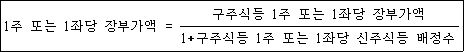 구주식등 1주 또는 1좌당 장부가액
1주 또는 1좌당 장부가액 =
1+구주식등 1주 또는 1좌당 신주식등 배정수